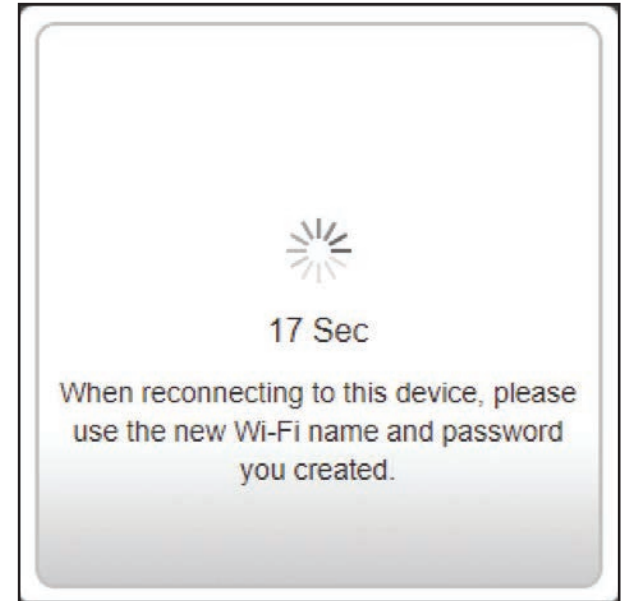 17 Sec
When reconnecting to this device, please
use the new Wi-Fi name and password
you created.